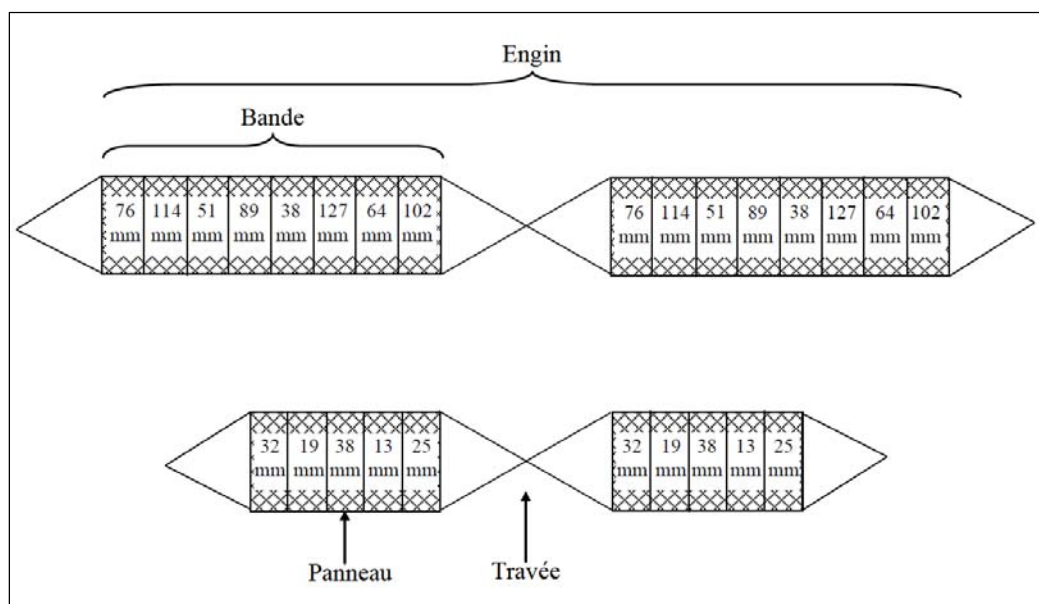 Engin
Bande
76 114 51 89 38 127 64 102
mm mm mm mm mm mm mm mm
76 114 51 89 38 127 64 102
mm mm mm mm mm mm mm mm
32 19 38 13 25
mm mm mm mm mm
32 19 38 13 25
mm mm mm mm mm
Panneau
Travée